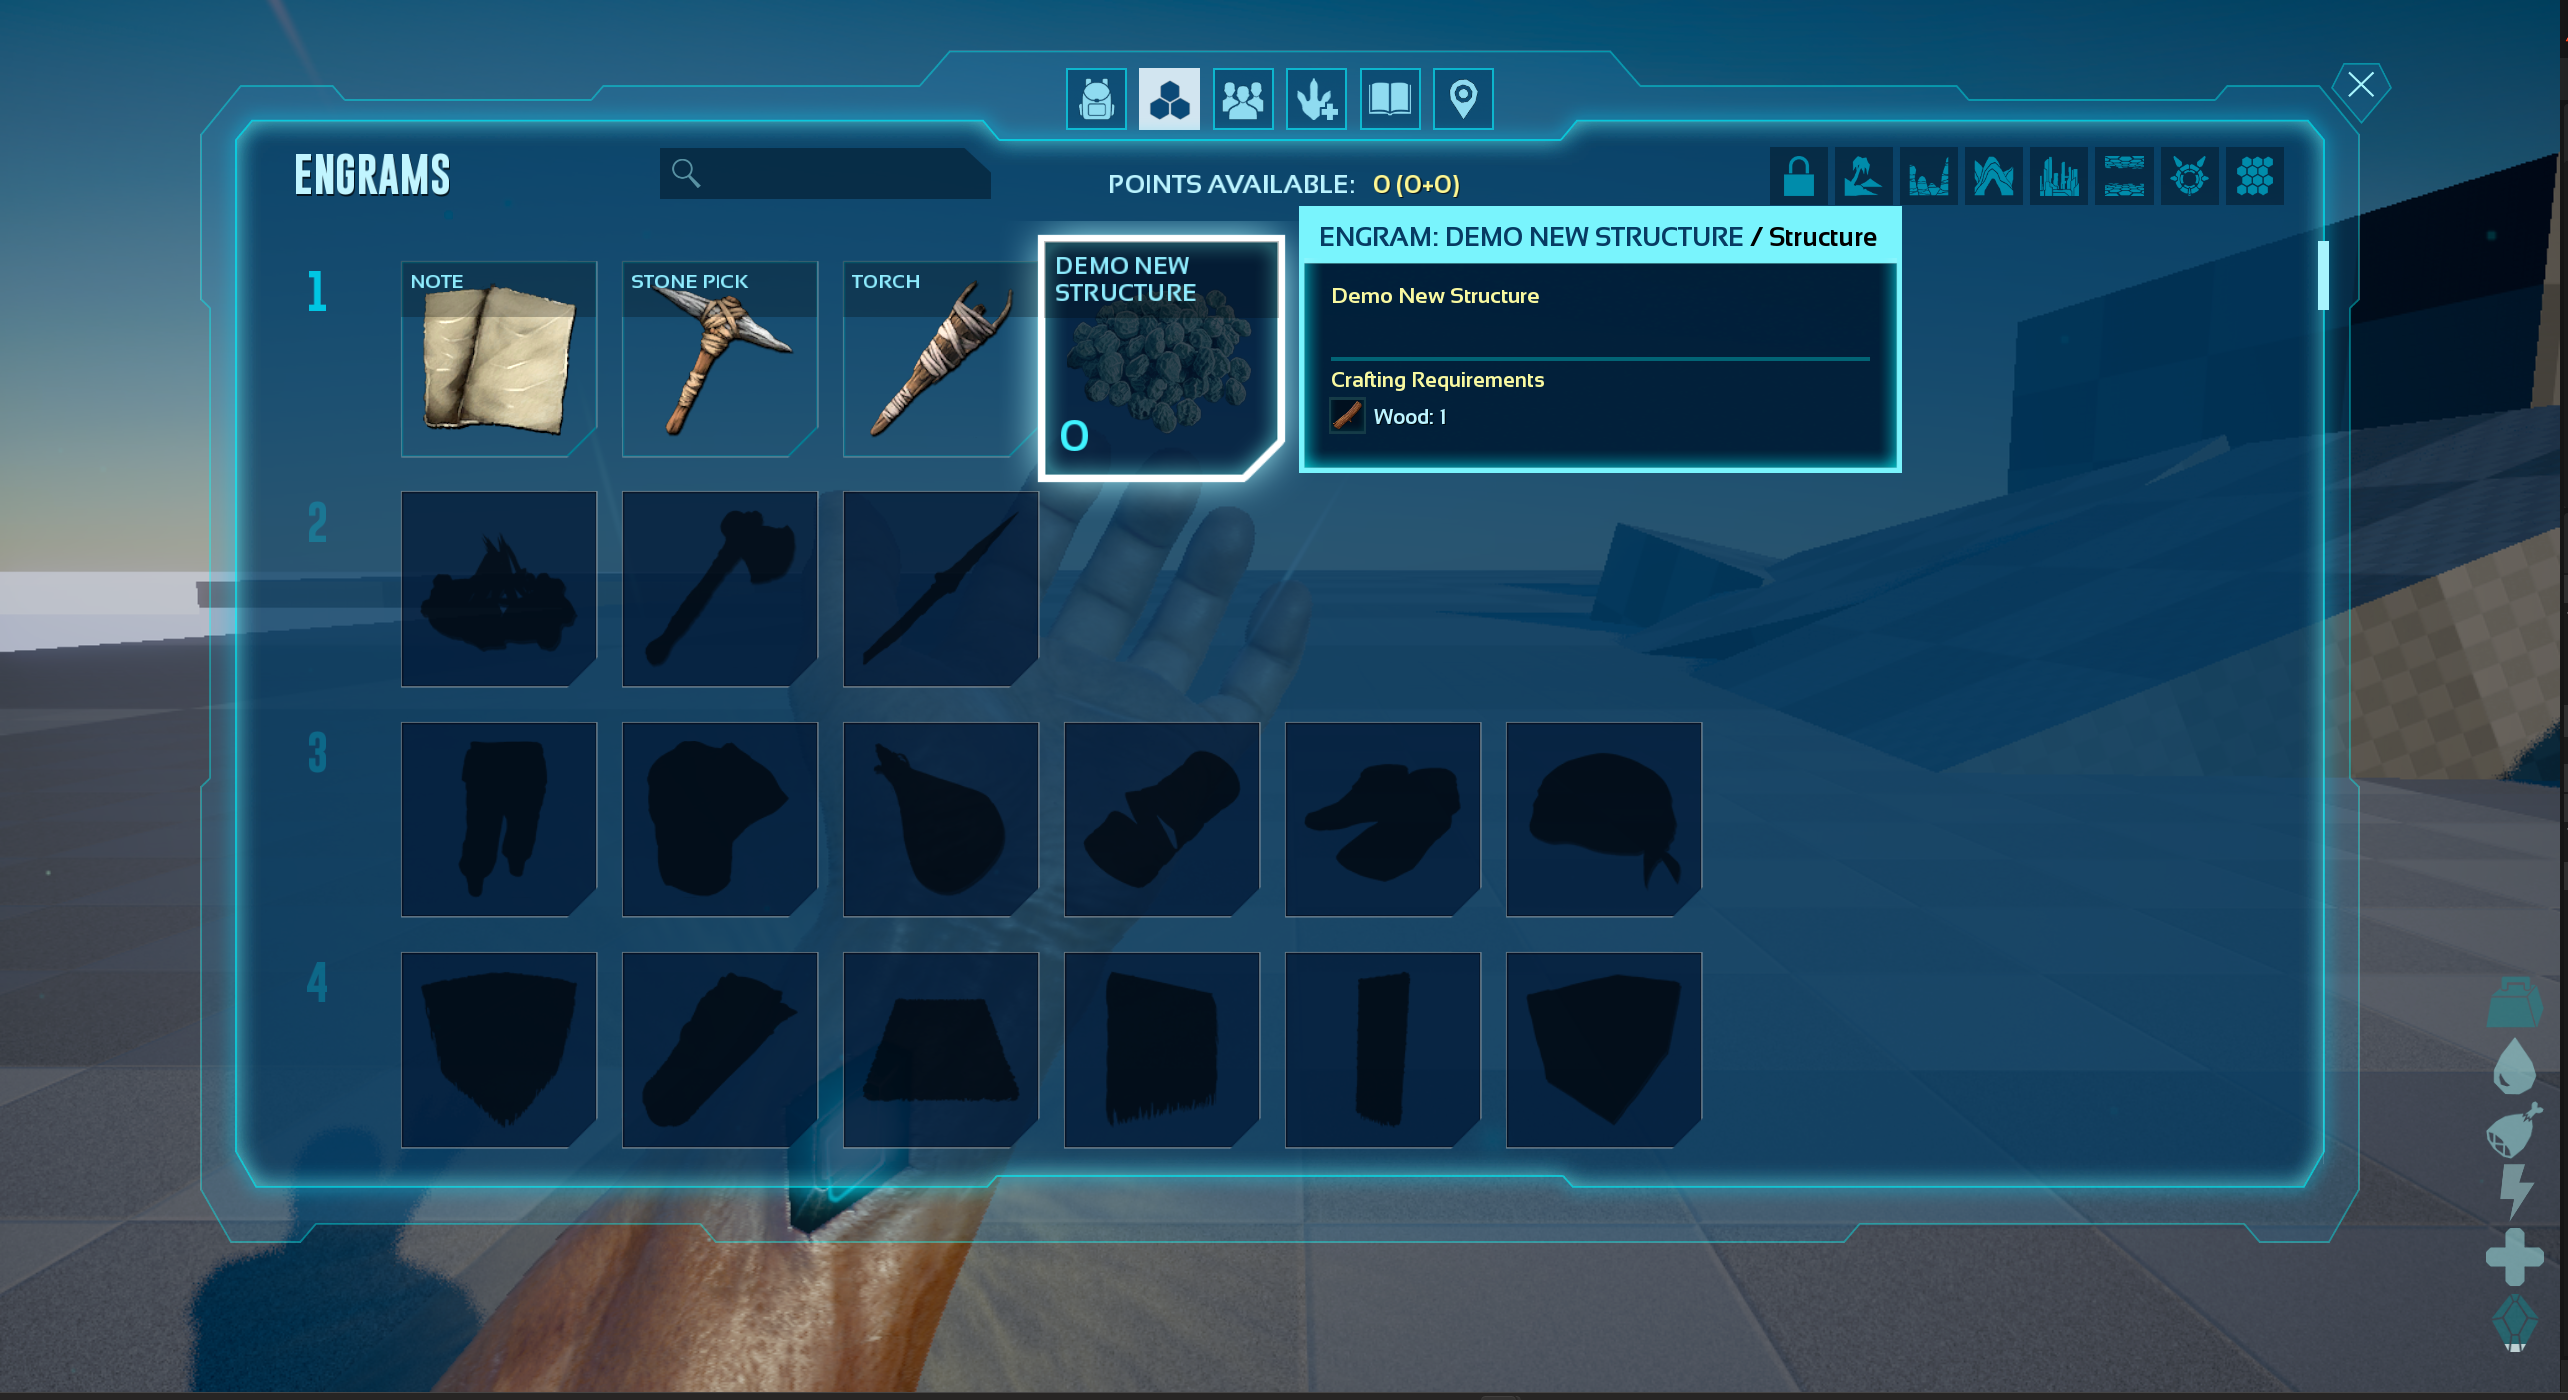 ENGRAMS
POINTS AVAILABLE: 0 (0+0)
ENGRAM: DEMO NEW STRUCTURE / Structure
Demo New Structure
Crafting Requirements
Wood: 1
1
NOTE
STONE PICK
TORCH
DEMO NEW
STRUCTURE
0
2
3
4